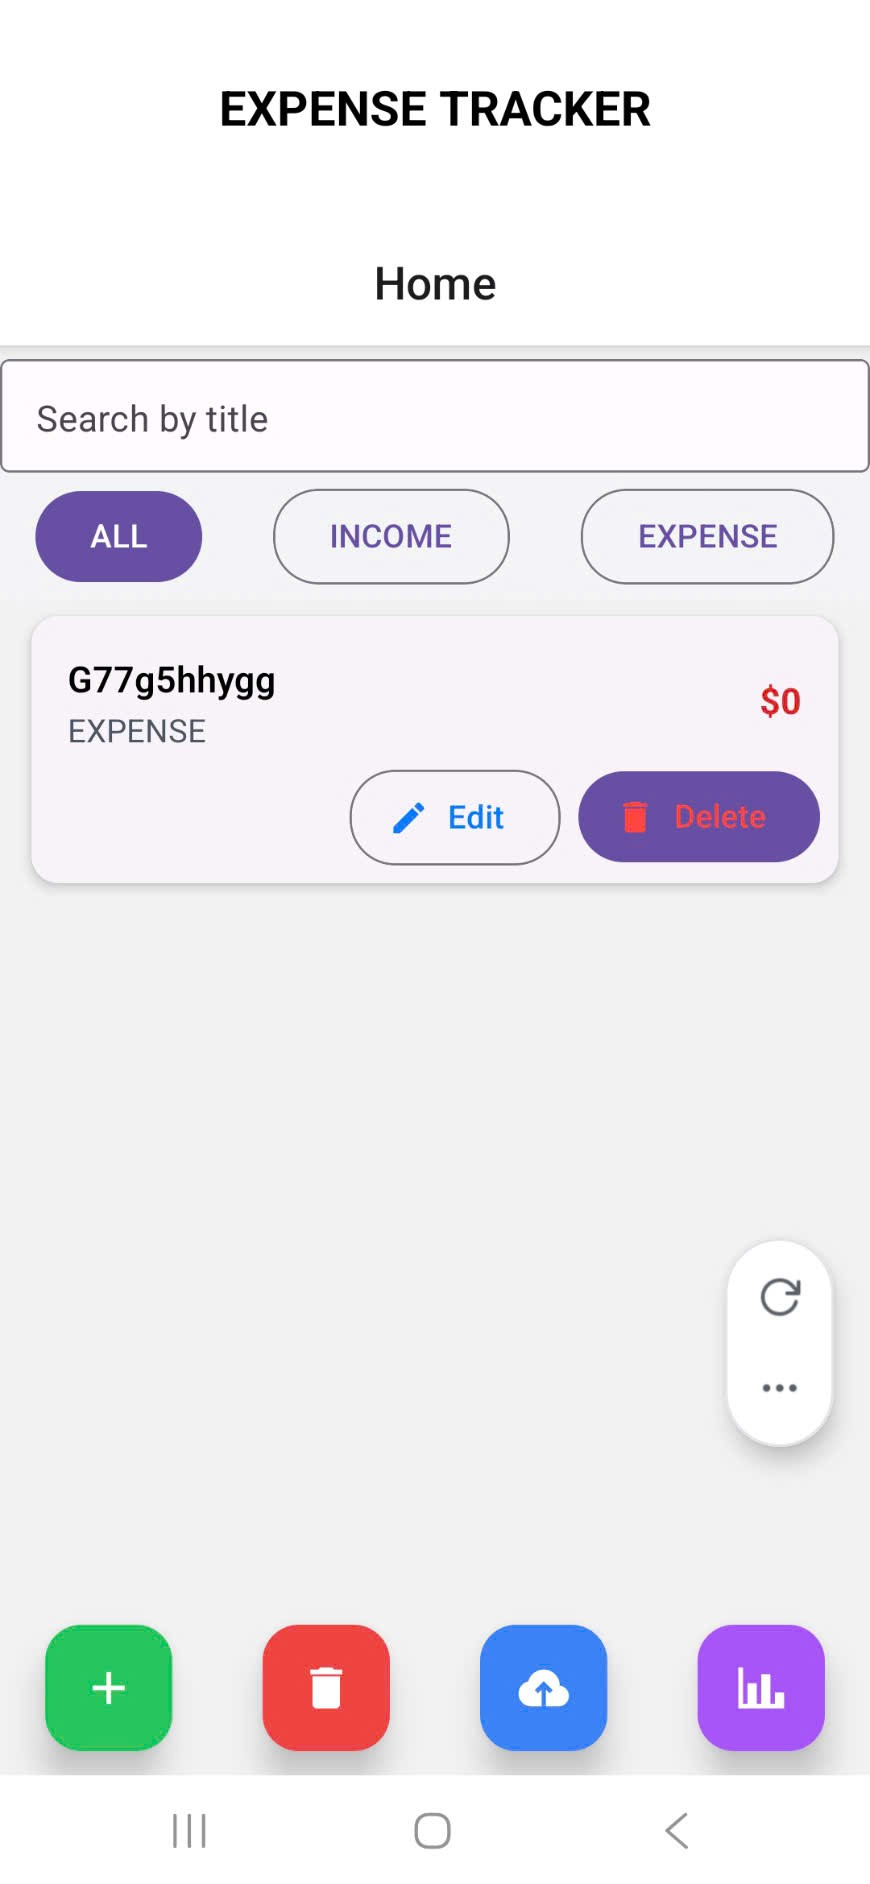 EXPENSE TRACKER
Home
Search by title
ALL INCOME EXPENSE
G77g5hhygg
$0
EXPENSE
Edit Delete